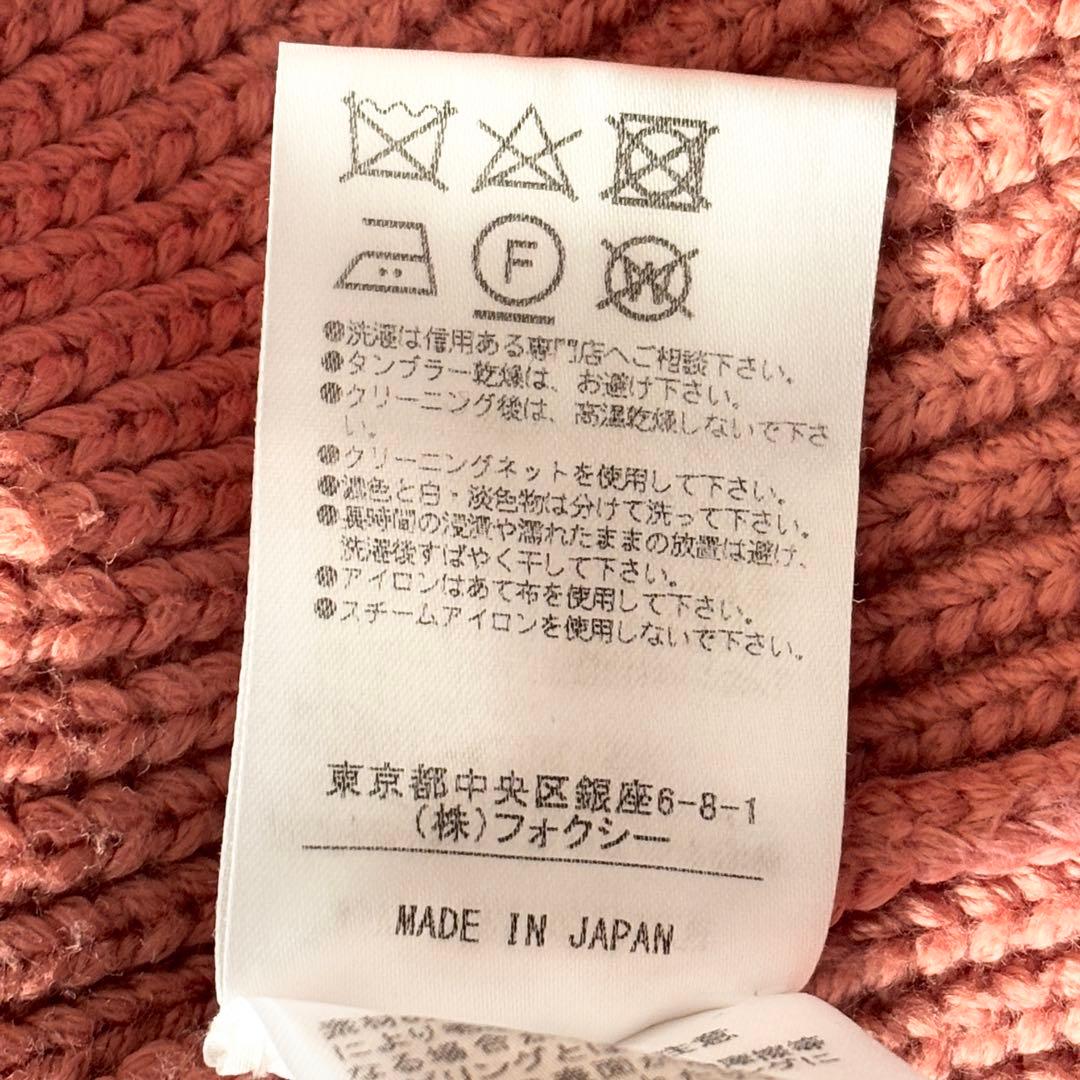 F
W
●洗濯は信用ある専門店へご相談下さい。
●タンブラー乾燥は、お避け下さい。
●クリーニング後は、高温乾燥しないで下さ
い。
●クリーニングネットを使用して下さい。
●濃色と白・淡色物は分けて洗って下さい。
●長時間の浸漬や濡れたままの放置は避け、
洗濯後すばやく干して下さい。
●アイロンはあて布を使用して下さい。
●スチームアイロンを使用しないで下さい。
東京都中央区銀座6-8-1
(株)フォクシー
MADE IN JAPAN